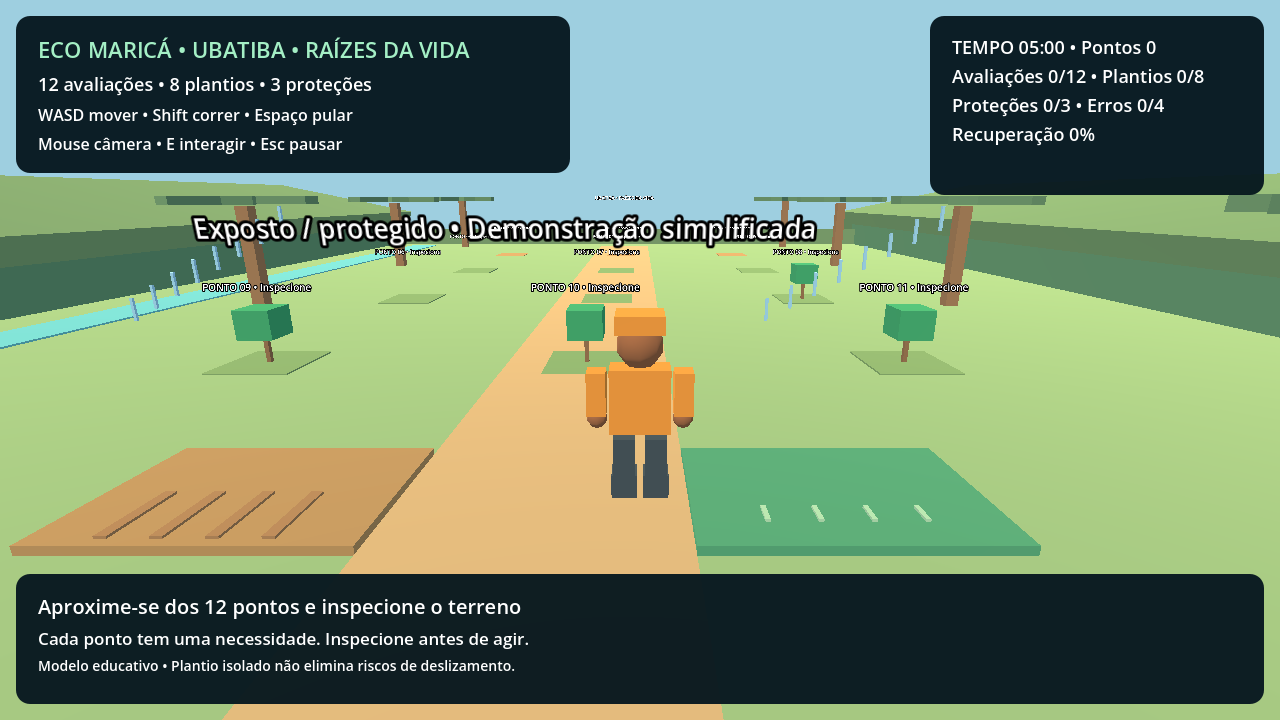 ECO MARICÁ • UBATIBA • RAÍZES DA VIDA
12 avaliações • 8 plantios • 3 proteções
WASD mover • Shift correr • Espaço pular
Mouse câmera • E interagir • Esc pausar
TEMPO 05:00 • Pontos 0
Avaliações 0/12 • Plantios 0/8
Proteções 0/3 • Erros 0/4
Recuperação 0%
Exposto / protegido • Demonstração simplificada
PONTO 09 • Inspecione
PONTO 10 • Inspecione
PONTO 11 • Inspecione
Aproxime-se dos 12 pontos e inspecione o terreno
Cada ponto tem uma necessidade. Inspecione antes de agir.
Modelo educativo • Plantio isolado não elimina riscos de deslizamento.